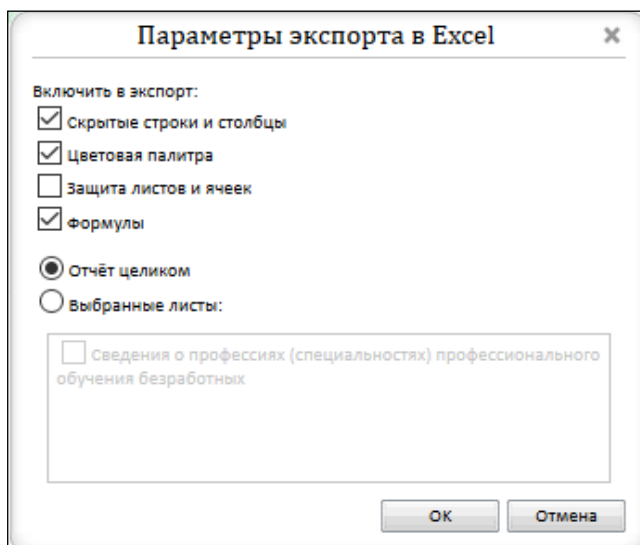 Параметры экспорта в Excel
Включить в экспорт:
Скрытые строки и столбцы
Цветовая палитра
Защита листов и ячеек
Формулы
Отчёт целиком
Выбранные листы:
Сведения о профессиях (специальностях) профессионального
обучения безработных
ОК Отмена